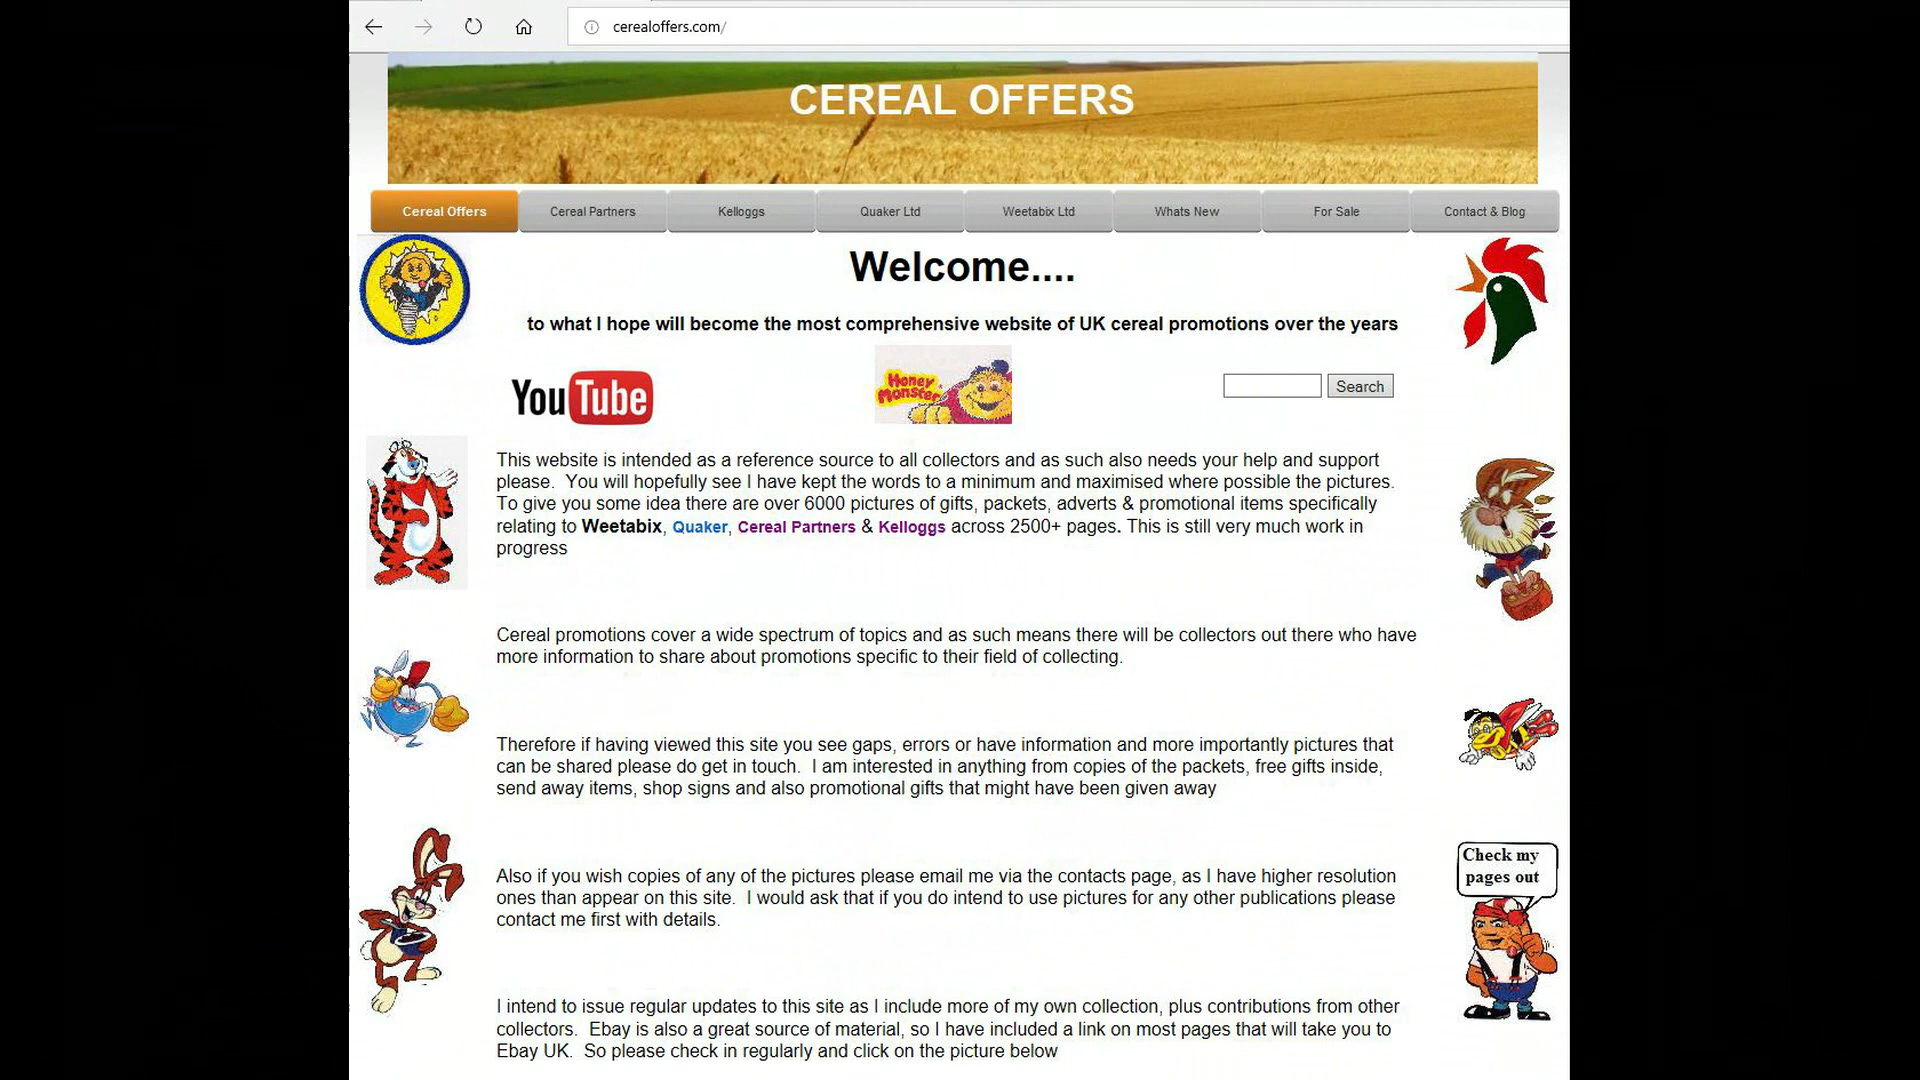 cerealoffers.com/
CEREAL OFFERS
Cereal Offers Cereal Partners Kelloggs Quaker Ltd Weetabix Ltd Whats New For Sale Contact & Blog
Welcome....
to what I hope will become the most comprehensive website of UK cereal promotions over the years
YouTube
Honey
Monster
Search
This website is intended as a reference source to all collectors and as such also needs your help and support
please.  You will hopefully see I have kept the words to a minimum and maximised where possible the pictures.
To give you some idea there are over 6000 pictures of gifts, packets, adverts & promotional items specifically
relating to Weetabix, Quaker, Cereal Partners & Kelloggs across 2500+ pages. This is still very much work in
progress
Cereal promotions cover a wide spectrum of topics and as such means there will be collectors out there who have
more information to share about promotions specific to their field of collecting.
Therefore if having viewed this site you see gaps, errors or have information and more importantly pictures that
can be shared please do get in touch.  I am interested in anything from copies of the packets, free gifts inside,
send away items, shop signs and also promotional gifts that might have been given away
Check my
pages out
Also if you wish copies of any of the pictures please email me via the contacts page, as I have higher resolution
ones than appear on this site.  I would ask that if you do intend to use pictures for any other publications please
contact me first with details.
I intend to issue regular updates to this site as I include more of my own collection, plus contributions from other
collectors.  Ebay is also a great source of material, so I have included a link on most pages that will take you to
Ebay UK.  So please check in regularly and click on the picture below